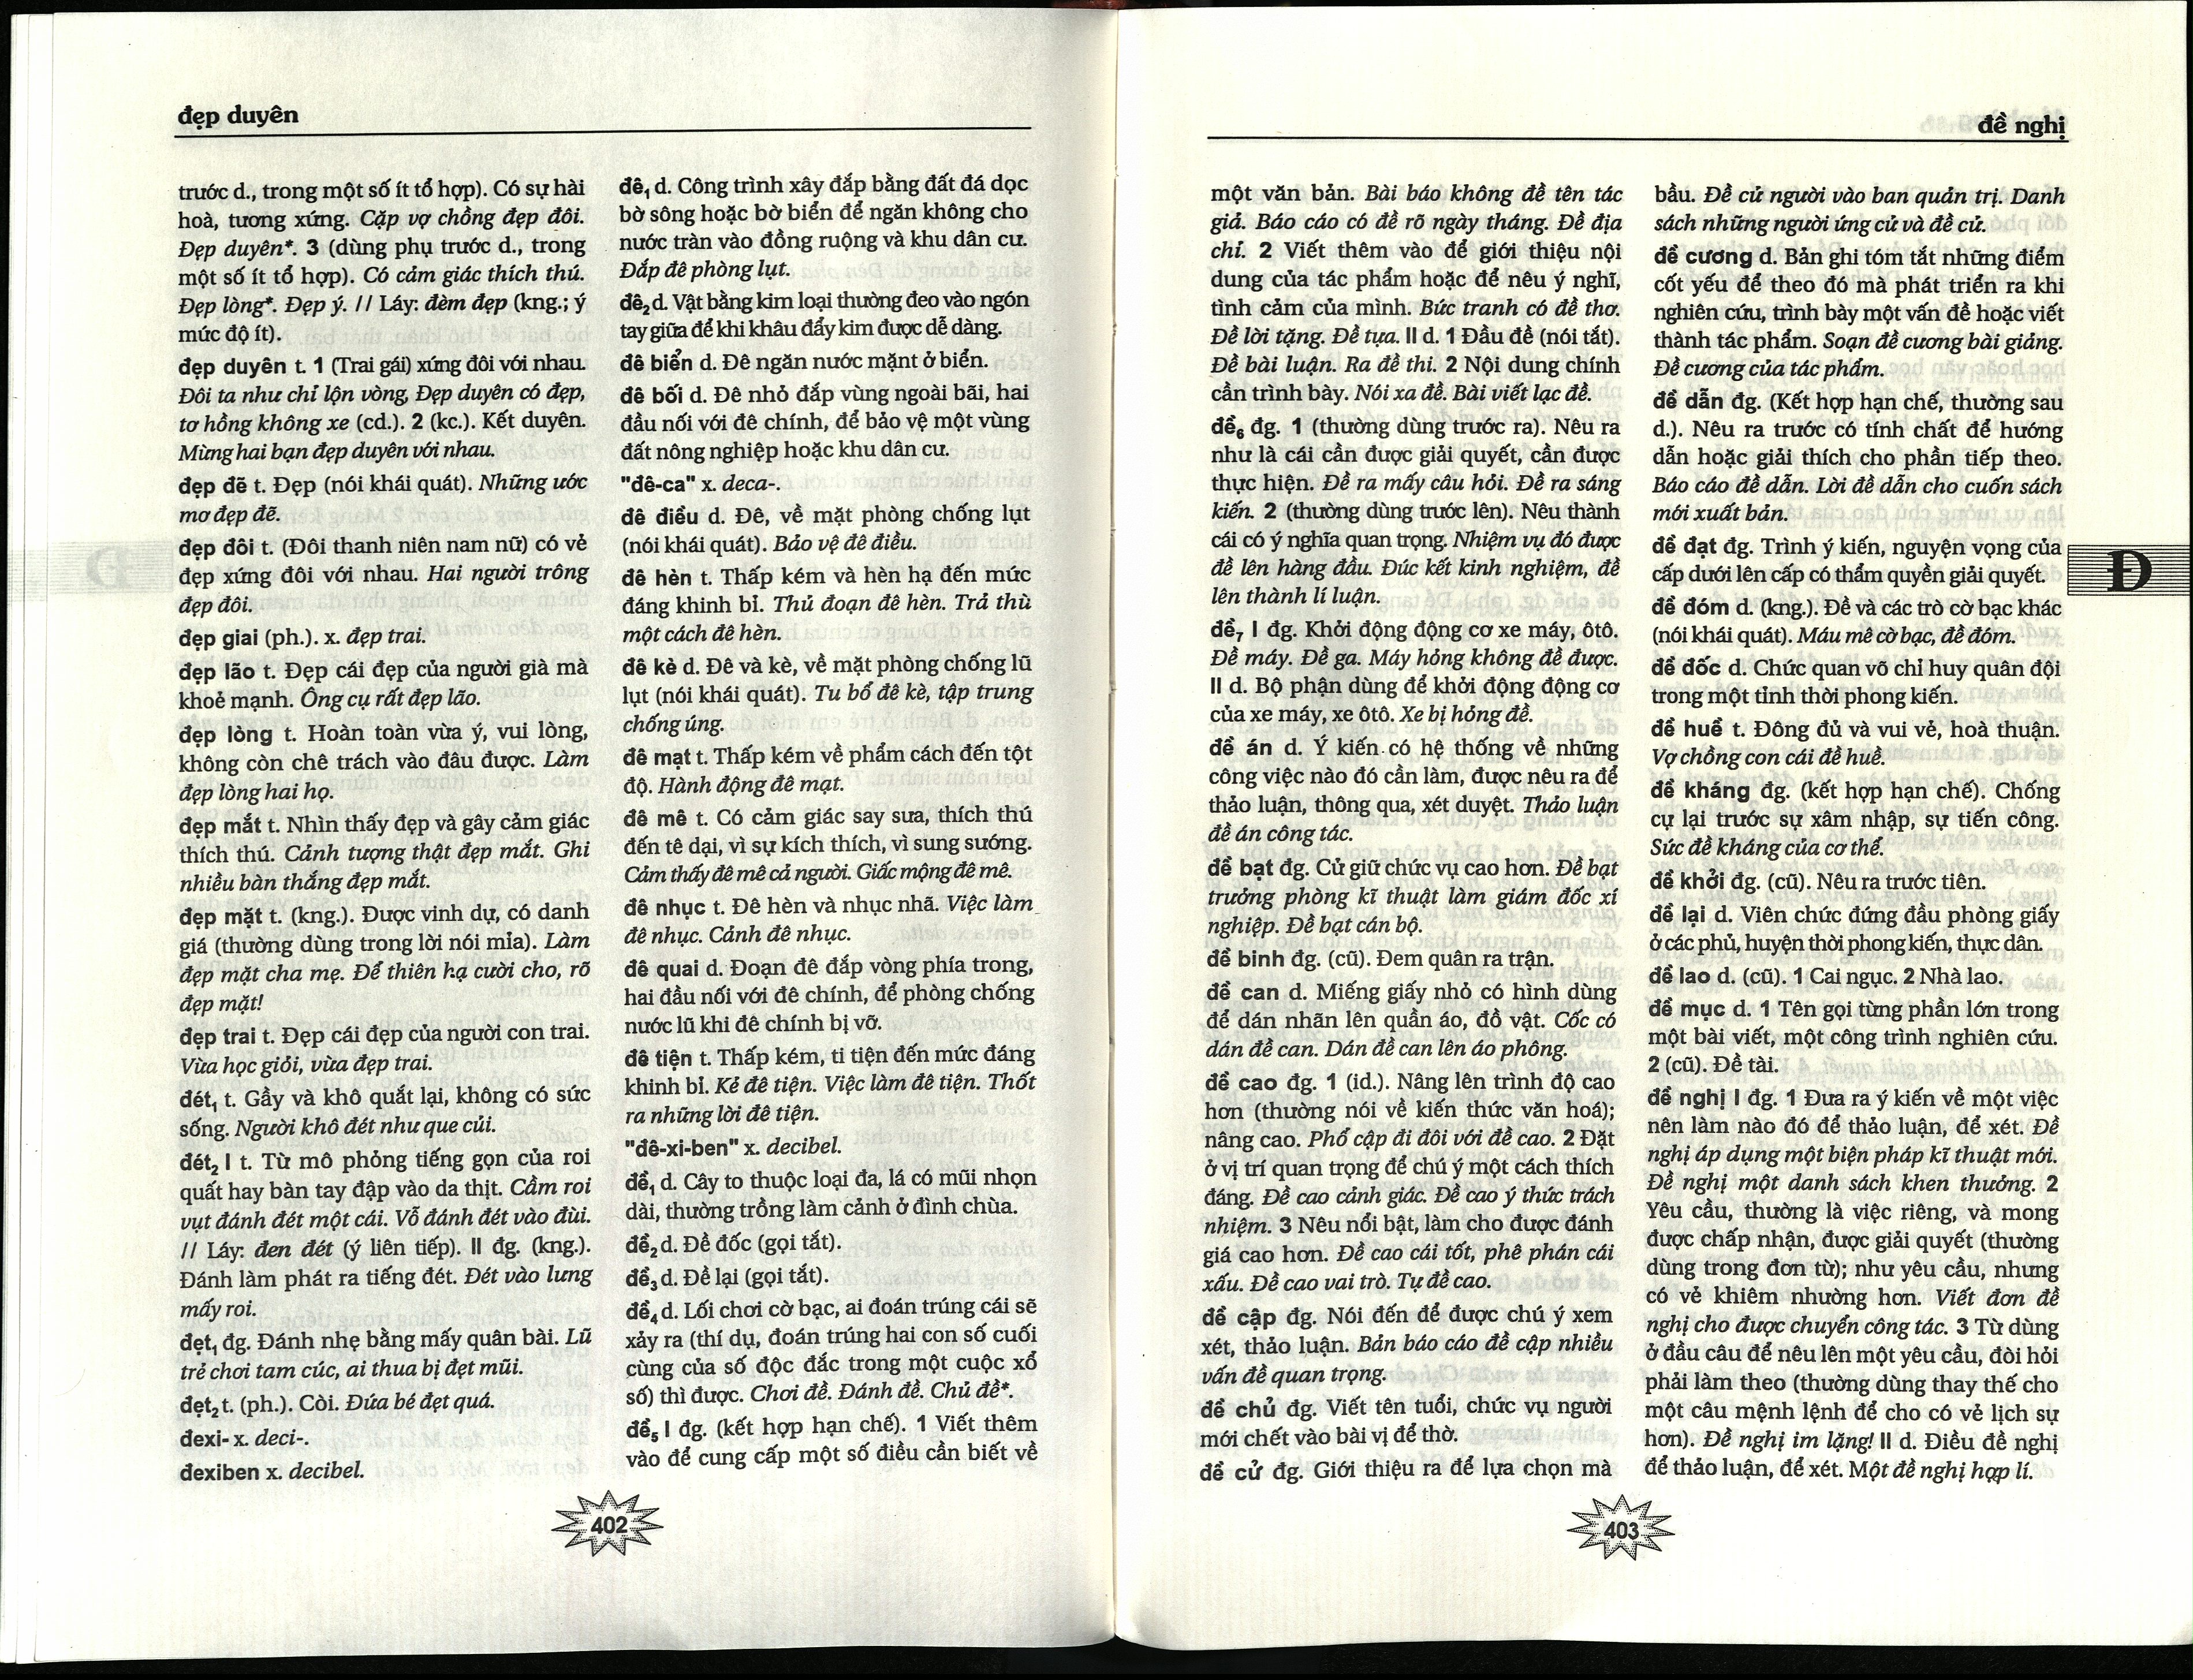 đẹp duyên
trước d., trong một số ít tổ hợp). Có sự hài
hoà, tương xứng. Cặp vợ chồng đẹp đôi.
Đẹp duyên*. 3 (dùng phụ trước d., trong
một số ít tổ hợp). Có cảm giác thích thú.
Đẹp lòng*. Đẹp ý. // Láy: đèm đẹp (kng.; ý
mức độ ít).
đẹp duyên t. 1 (Trai gái) xứng đôi với nhau.
Đôi ta như chỉ lộn vòng, Đẹp duyên có đẹp,
tơ hồng không xe (cd.). 2 (kc.). Kết duyên.
Mừng hai bạn đẹp duyên với nhau.
đẹp đẽ t. Đẹp (nói khái quát). Những ước
mơ đẹp đẽ.
đẹp đôi t. (Đôi thanh niên nam nữ) có vẻ
đẹp xứng đôi với nhau. Hai người trông
đẹp đôi.
đẹp giai (ph.). x. đẹp trai.
đẹp lão t. Đẹp cái đẹp của người già mà
khoẻ mạnh. Ông cụ rất đẹp lão.
đẹp lòng t. Hoàn toàn vừa ý, vui lòng,
không còn chê trách vào đâu được. Làm
đẹp lòng hai họ.
đẹp mắt t. Nhìn thấy đẹp và gây cảm giác
thích thú. Cảnh tượng thật đẹp mắt. Ghi
nhiều bàn thắng đẹp mắt.
đẹp mặt t. (kng.). Được vinh dự, có danh
giá (thường dùng trong lời nói mỉa). Làm
đẹp mặt cha mẹ. Để thiên hạ cười cho, rõ
đẹp mặt!
đẹp trai t. Đẹp cái đẹp của người con trai.
Vừa học giỏi, vừa đẹp trai.
đét₁ t. Gầy và khô quắt lại, không có sức
sống. Người khô đét như que củi.
đét₂ I t. Từ mô phỏng tiếng gọn của roi
quất hay bàn tay đập vào da thịt. Cầm roi
vụt đánh đét một cái. Vỗ đánh đét vào đùi.
// Láy: đen đét (ý liên tiếp). II đg. (kng.).
Đánh làm phát ra tiếng đét. Đét vào lưng
mấy roi.
đẹt₁ đg. Đánh nhẹ bằng mấy quân bài. Lũ
trẻ chơi tam cúc, ai thua bị đẹt mũi.
đẹt₂ t. (ph.). Còi. Đứa bé đẹt quá.
đexi- x. deci-.
đexiben x. decibel.
đê₁ d. Công trình xây đắp bằng đất đá dọc
bờ sông hoặc bờ biển để ngăn không cho
nước tràn vào đồng ruộng và khu dân cư.
Đắp đê phòng lụt.
đê₂ d. Vật bằng kim loại thường đeo vào ngón
tay giữa để khi khâu đẩy kim được dễ dàng.
đê biển d. Đê ngăn nước mặnt ở biển.
đê bối d. Đê nhỏ đắp vùng ngoài bãi, hai
đầu nối với đê chính, để bảo vệ một vùng
đất nông nghiệp hoặc khu dân cư.
"đê-ca" x. deca-.
đê điều d. Đê, về mặt phòng chống lụt
(nói khái quát). Bảo vệ đê điều.
đê hèn t. Thấp kém và hèn hạ đến mức
đáng khinh bỉ. Thủ đoạn đê hèn. Trả thù
một cách đê hèn.
đê kè d. Đê và kè, về mặt phòng chống lũ
lụt (nói khái quát). Tu bổ đê kè, tập trung
chống úng.
đê mạt t. Thấp kém về phẩm cách đến tột
độ. Hành động đê mạt.
đê mê t. Có cảm giác say sưa, thích thú
đến tê dại, vì sự kích thích, vì sung sướng.
Cảm thấy đê mê cả người. Giấc mộng đê mê.
đê nhục t. Đê hèn và nhục nhã. Việc làm
đê nhục. Cảnh đê nhục.
đê quai d. Đoạn đê đắp vòng phía trong,
hai đầu nối với đê chính, để phòng chống
nước lũ khi đê chính bị vỡ.
đê tiện t. Thấp kém, ti tiện đến mức đáng
khinh bỉ. Kẻ đê tiện. Việc làm đê tiện. Thốt
ra những lời đê tiện.
"đê-xi-ben" x. decibel.
đề₁ d. Cây to thuộc loại đa, lá có mũi nhọn
dài, thường trồng làm cảnh ở đình chùa.
đề₂ d. Đề đốc (gọi tắt).
đề₃ d. Đề lại (gọi tắt).
đề₄ d. Lối chơi cờ bạc, ai đoán trúng cái sẽ
xảy ra (thí dụ, đoán trúng hai con số cuối
cùng của số độc đắc trong một cuộc xổ
số) thì được. Chơi đề. Đánh đề. Chủ đề*.
đề₅ I đg. (kết hợp hạn chế). 1 Viết thêm
vào để cung cấp một số điều cần biết về
402
đề nghị
một văn bản. Bài báo không đề tên tác
giả. Báo cáo có đề rõ ngày tháng. Đề địa
chỉ. 2 Viết thêm vào để giới thiệu nội
dung của tác phẩm hoặc để nêu ý nghĩ,
tình cảm của mình. Bức tranh có đề thơ.
Đề lời tặng. Đề tựa. II d. 1 Đầu đề (nói tắt).
Đề bài luận. Ra đề thi. 2 Nội dung chính
cần trình bày. Nói xa đề. Bài viết lạc đề.
đề₆ đg. 1 (thường dùng trước ra). Nêu ra
như là cái cần được giải quyết, cần được
thực hiện. Đề ra mấy câu hỏi. Đề ra sáng
kiến. 2 (thường dùng trước lên). Nêu thành
cái có ý nghĩa quan trọng. Nhiệm vụ đó được
đề lên hàng đầu. Đúc kết kinh nghiệm, đề
lên thành lí luận.
đề₇ I đg. Khởi động động cơ xe máy, ôtô.
Đề máy. Đề ga. Máy hỏng không đề được.
II d. Bộ phận dùng để khởi động động cơ
của xe máy, xe ôtô. Xe bị hỏng đề.
đề án d. Ý kiến có hệ thống về những
công việc nào đó cần làm, được nêu ra để
thảo luận, thông qua, xét duyệt. Thảo luận
đề án công tác.
đề bạt đg. Cử giữ chức vụ cao hơn. Đề bạt
trưởng phòng kĩ thuật làm giám đốc xí
nghiệp. Đề bạt cán bộ.
đề binh đg. (cũ). Đem quân ra trận.
đề can d. Miếng giấy nhỏ có hình dùng
để dán nhãn lên quần áo, đồ vật. Cốc có
dán đề can. Dán đề can lên áo phông.
đề cao đg. 1 (id.). Nâng lên trình độ cao
hơn (thường nói về kiến thức văn hoá);
nâng cao. Phổ cập đi đôi với đề cao. 2 Đặt
ở vị trí quan trọng để chú ý một cách thích
đáng. Đề cao cảnh giác. Đề cao ý thức trách
nhiệm. 3 Nêu nổi bật, làm cho được đánh
giá cao hơn. Đề cao cái tốt, phê phán cái
xấu. Đề cao vai trò. Tự đề cao.
đề cập đg. Nói đến để được chú ý xem
xét, thảo luận. Bản báo cáo đề cập nhiều
vấn đề quan trọng.
đề chủ đg. Viết tên tuổi, chức vụ người
mới chết vào bài vị để thờ.
đề cử đg. Giới thiệu ra để lựa chọn mà
bầu. Đề cử người vào ban quản trị. Danh
sách những người ứng cử và đề cử.
đề cương d. Bản ghi tóm tắt những điểm
cốt yếu để theo đó mà phát triển ra khi
nghiên cứu, trình bày một vấn đề hoặc viết
thành tác phẩm. Soạn đề cương bài giảng.
Đề cương của tác phẩm.
đề dẫn đg. (Kết hợp hạn chế, thường sau
d.). Nêu ra trước có tính chất để hướng
dẫn hoặc giải thích cho phần tiếp theo.
Báo cáo đề dẫn. Lời đề dẫn cho cuốn sách
mới xuất bản.
đề đạt đg. Trình ý kiến, nguyện vọng của
cấp dưới lên cấp có thẩm quyền giải quyết.
đề đóm d. (kng.). Đề và các trò cờ bạc khác
(nói khái quát). Máu mê cờ bạc, đề đóm.
đề đốc d. Chức quan võ chỉ huy quân đội
trong một tỉnh thời phong kiến.
đề huề t. Đông đủ và vui vẻ, hoà thuận.
Vợ chồng con cái đề huề.
đề kháng đg. (kết hợp hạn chế). Chống
cự lại trước sự xâm nhập, sự tiến công.
Sức đề kháng của cơ thể.
đề khởi đg. (cũ). Nêu ra trước tiên.
đề lại d. Viên chức đứng đầu phòng giấy
ở các phủ, huyện thời phong kiến, thực dân.
đề lao d. (cũ). 1 Cai ngục. 2 Nhà lao.
đề mục d. 1 Tên gọi từng phần lớn trong
một bài viết, một công trình nghiên cứu.
2 (cũ). Đề tài.
đề nghị I đg. 1 Đưa ra ý kiến về một việc
nên làm nào đó để thảo luận, để xét. Đề
nghị áp dụng một biện pháp kĩ thuật mới.
Đề nghị một danh sách khen thưởng. 2
Yêu cầu, thường là việc riêng, và mong
được chấp nhận, được giải quyết (thường
dùng trong đơn từ); như yêu cầu, nhưng
có vẻ khiêm nhường hơn. Viết đơn đề
nghị cho được chuyển công tác. 3 Từ dùng
ở đầu câu để nêu lên một yêu cầu, đòi hỏi
phải làm theo (thường dùng thay thế cho
một câu mệnh lệnh để cho có vẻ lịch sự
hơn). Đề nghị im lặng! II d. Điều đề nghị
để thảo luận, để xét. Một đề nghị hợp lí.
Đ
403